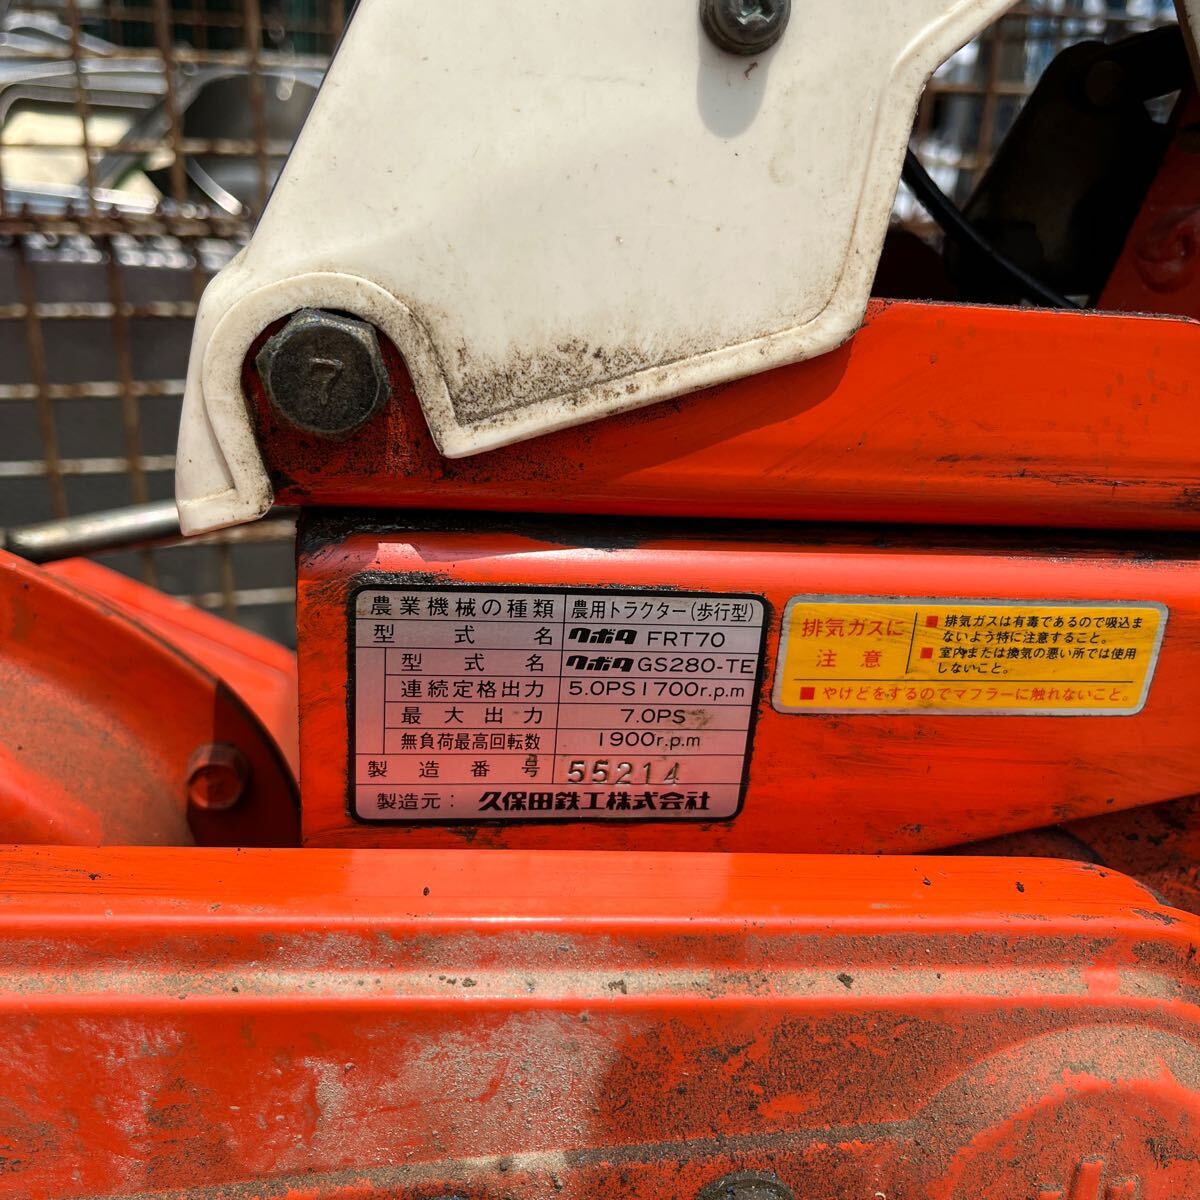 7
農業機械の種類 農用トラクター(歩行型)
型式名 クボタ FRT70
型式名 クボタ GS280-TE
連続定格出力 5.0PS1700r.p.m
最大出力 7.0PS
無負荷最高回転数 1900r.p.m
製造番号 55214
製造元: 久保田鉄工株式会社
排気ガスに
注意
■ 排気ガスは有毒であるので吸込ま
ないよう特に注意すること。
■ 室内または換気の悪い所では使用
しないこと。
■ やけどをするのでマフラーに触れないこと。